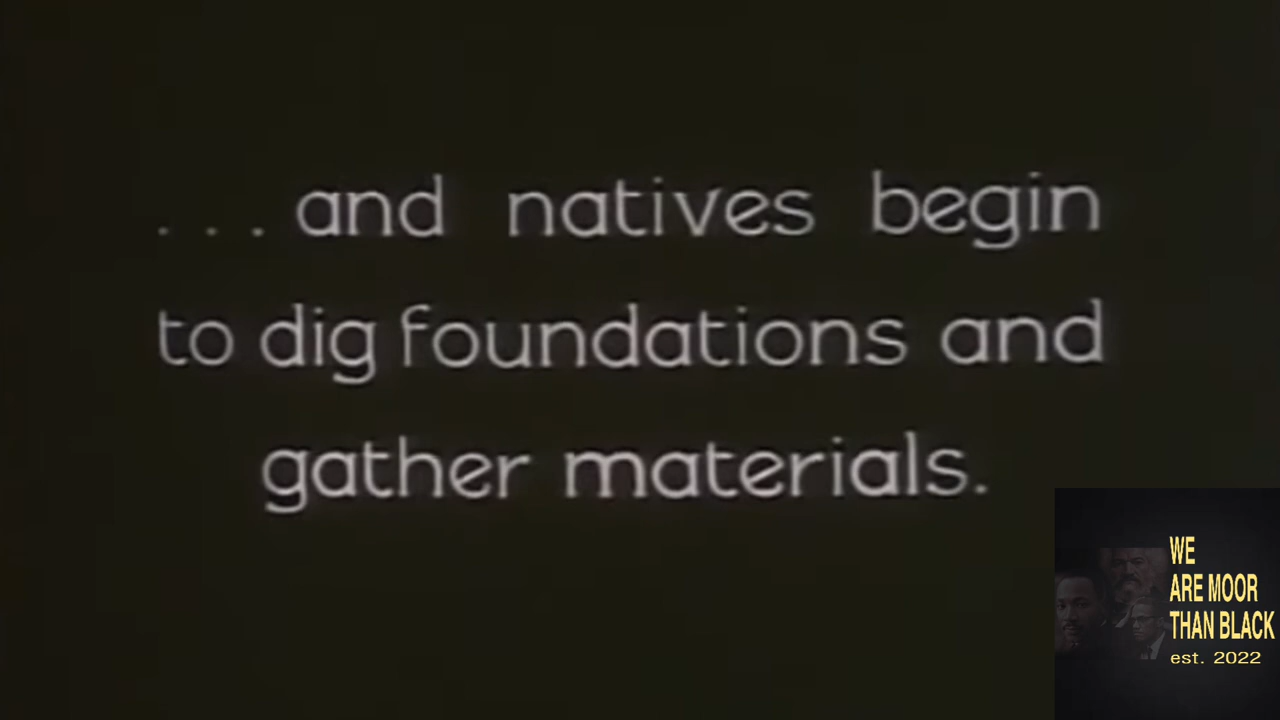 . . . and natives begin
to dig foundations and
gather materials.
WE
ARE MOOR
THAN BLACK
est. 2022